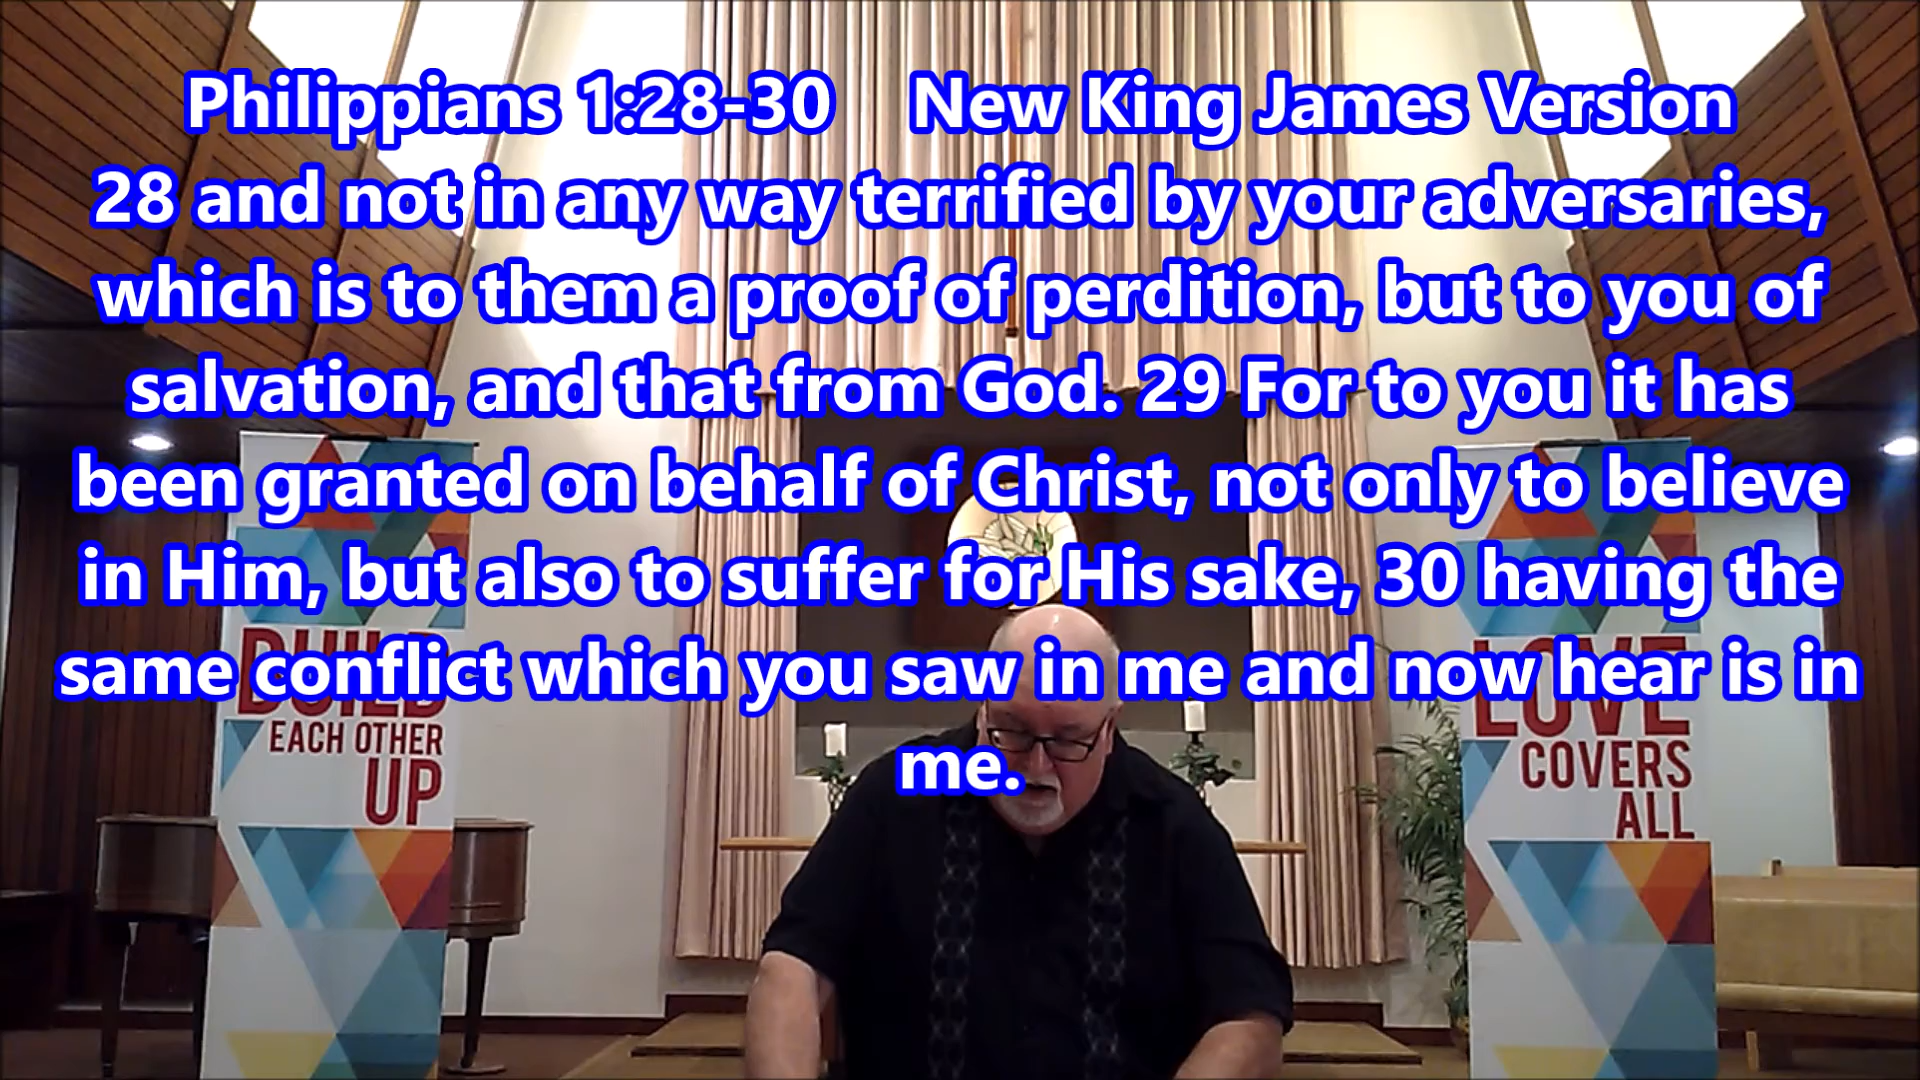 Philippians 1:28-30 New King James Version
28 and not in any way terrified by your adversaries,
which is to them a proof of perdition, but to you of
salvation, and that from God. 29 For to you it has
been granted on behalf of Christ, not only to believe
in Him, but also to suffer for His sake, 30 having the
same conflict which you saw in me and now hear is in
me.
BUILD
EACH OTHER
UP
LOVE
COVERS
ALL